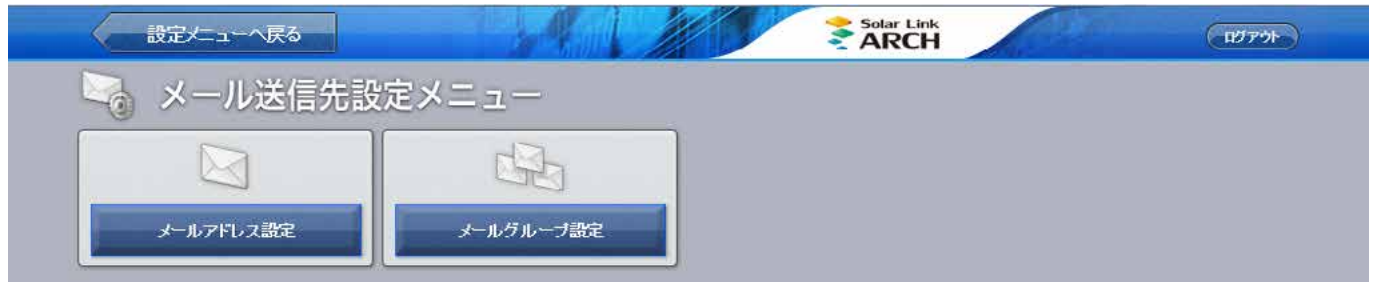 設定メニューへ戻る
Solar Link
ARCH
ログアウト
メール送信先設定メニュー
メールアドレス設定
メールグループ設定